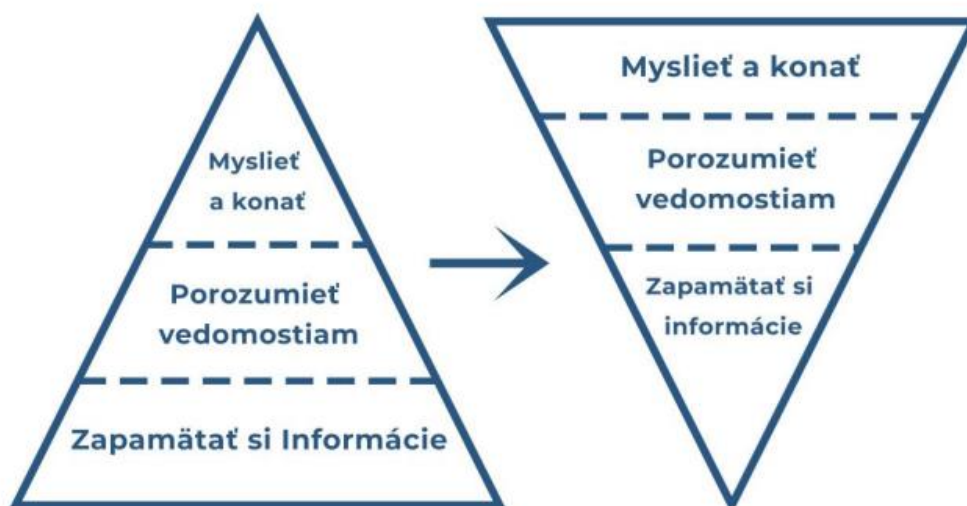 Myslieť
a konať
Porozumieť
vedomostiam
Zapamätať si Informácie
Myslieť a konať
Porozumieť
vedomostiam
Zapamätať si
informácie